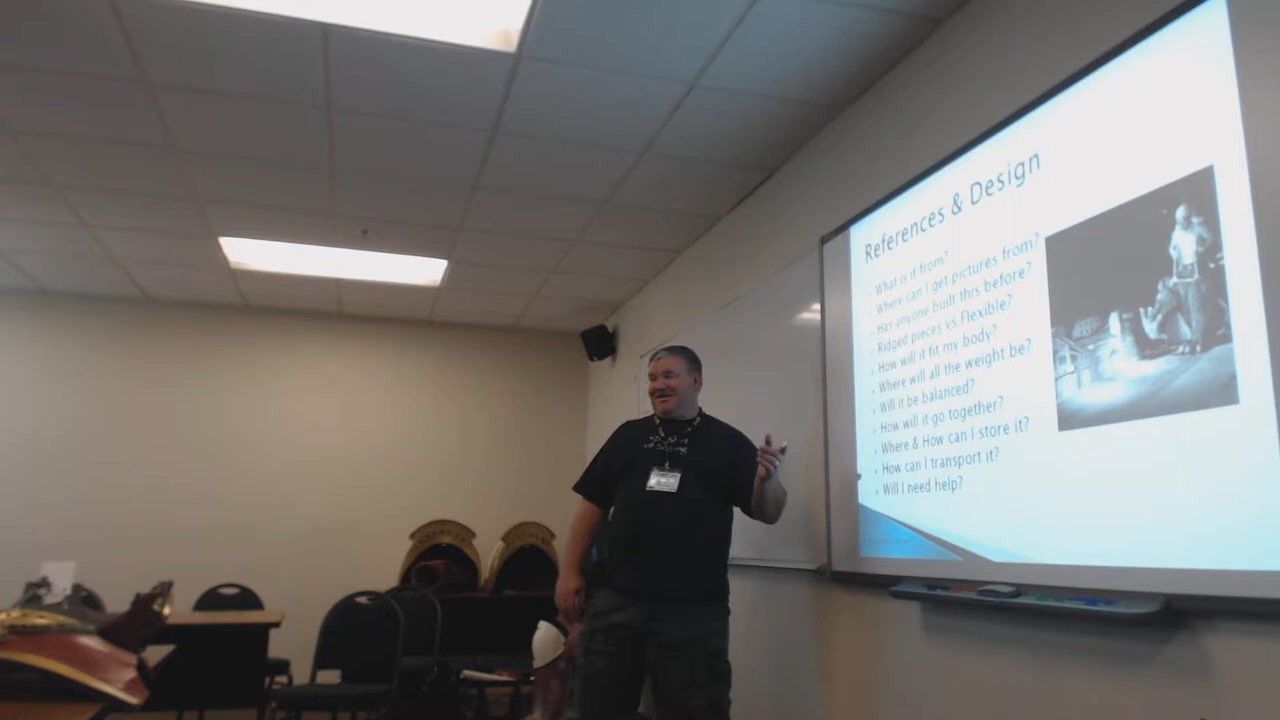 References & Design
What is it from?
Where can I get pictures from?
Has anyone built this before?
Ridged pieces vs Flexible?
How will it fit my body?
Where will all the weight be?
Will it be balanced?
How will it go together?
Where & How can I store it?
How can I transport it?
Will I need help?